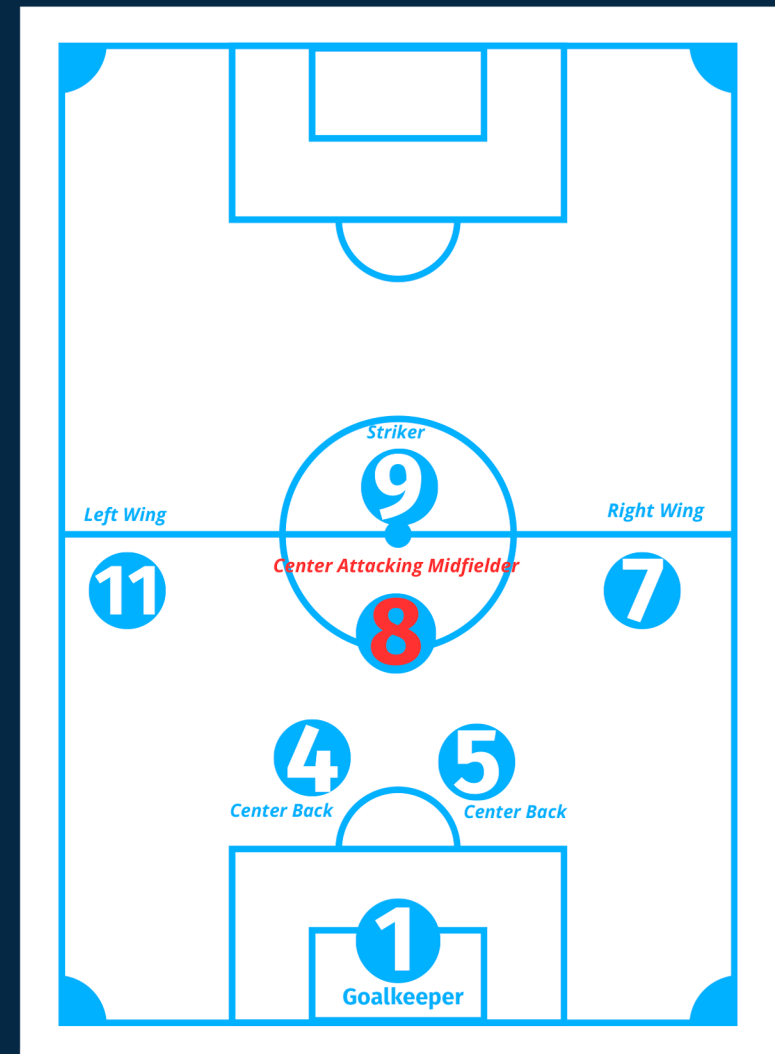 Striker
9
Left Wing
Right Wing
Center Attacking Midfielder
11
7
8
4
5
Center Back
Center Back
1
Goalkeeper